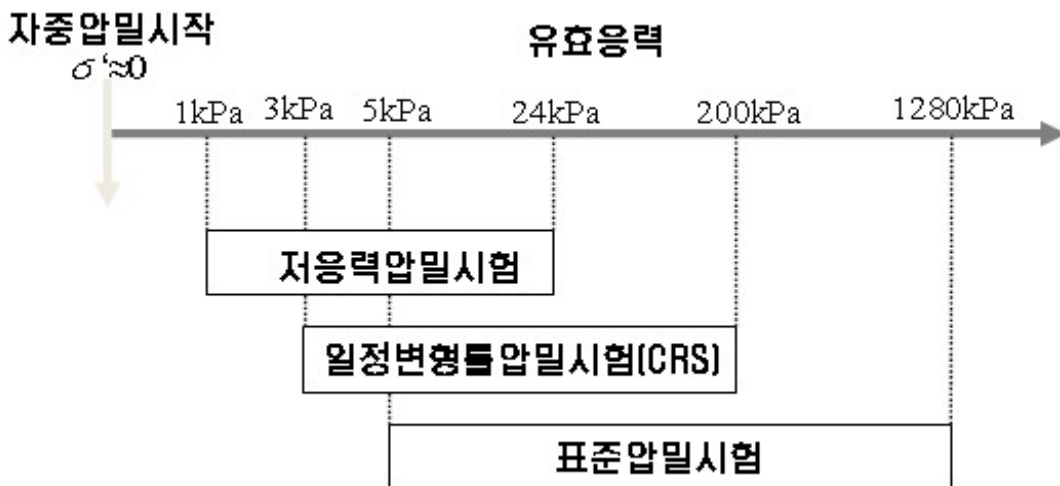 자중압밀시작
σ‘≈0
유효응력
1kPa 3kPa 5kPa 24kPa 200kPa 1280kPa
저응력압밀시험
일정변형률압밀시험(CRS)
표준압밀시험